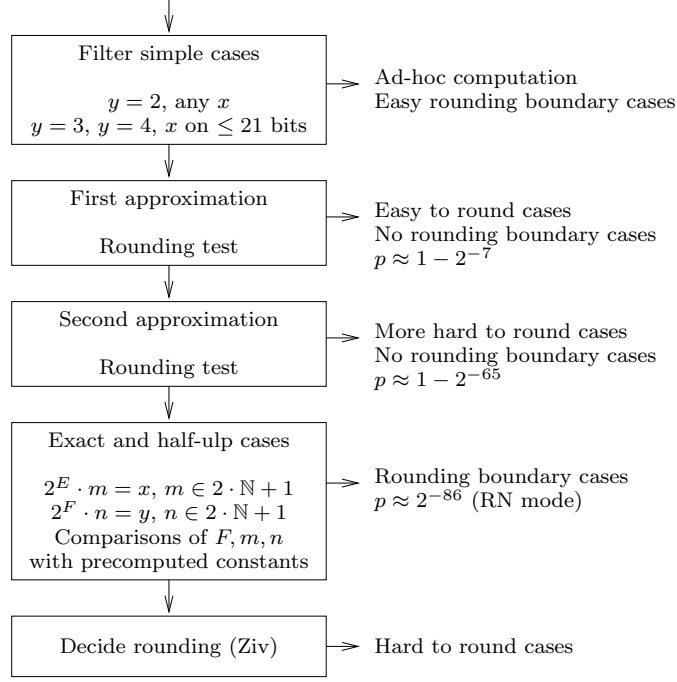 Filter simple cases
y = 2, any x
y = 3, y = 4, x on ≤ 21 bits
Ad-hoc computation
Easy rounding boundary cases
First approximation
Rounding test
Easy to round cases
No rounding boundary cases
p ≈ 1 − 2^{−7}
Second approximation
Rounding test
More hard to round cases
No rounding boundary cases
p ≈ 1 − 2^{−65}
Exact and half-ulp cases
2^E · m = x, m ∈ 2 · ℕ + 1
2^F · n = y, n ∈ 2 · ℕ + 1
Comparisons of F, m, n
with precomputed constants
Rounding boundary cases
p ≈ 2^{−86} (RN mode)
Decide rounding (Ziv)
Hard to round cases